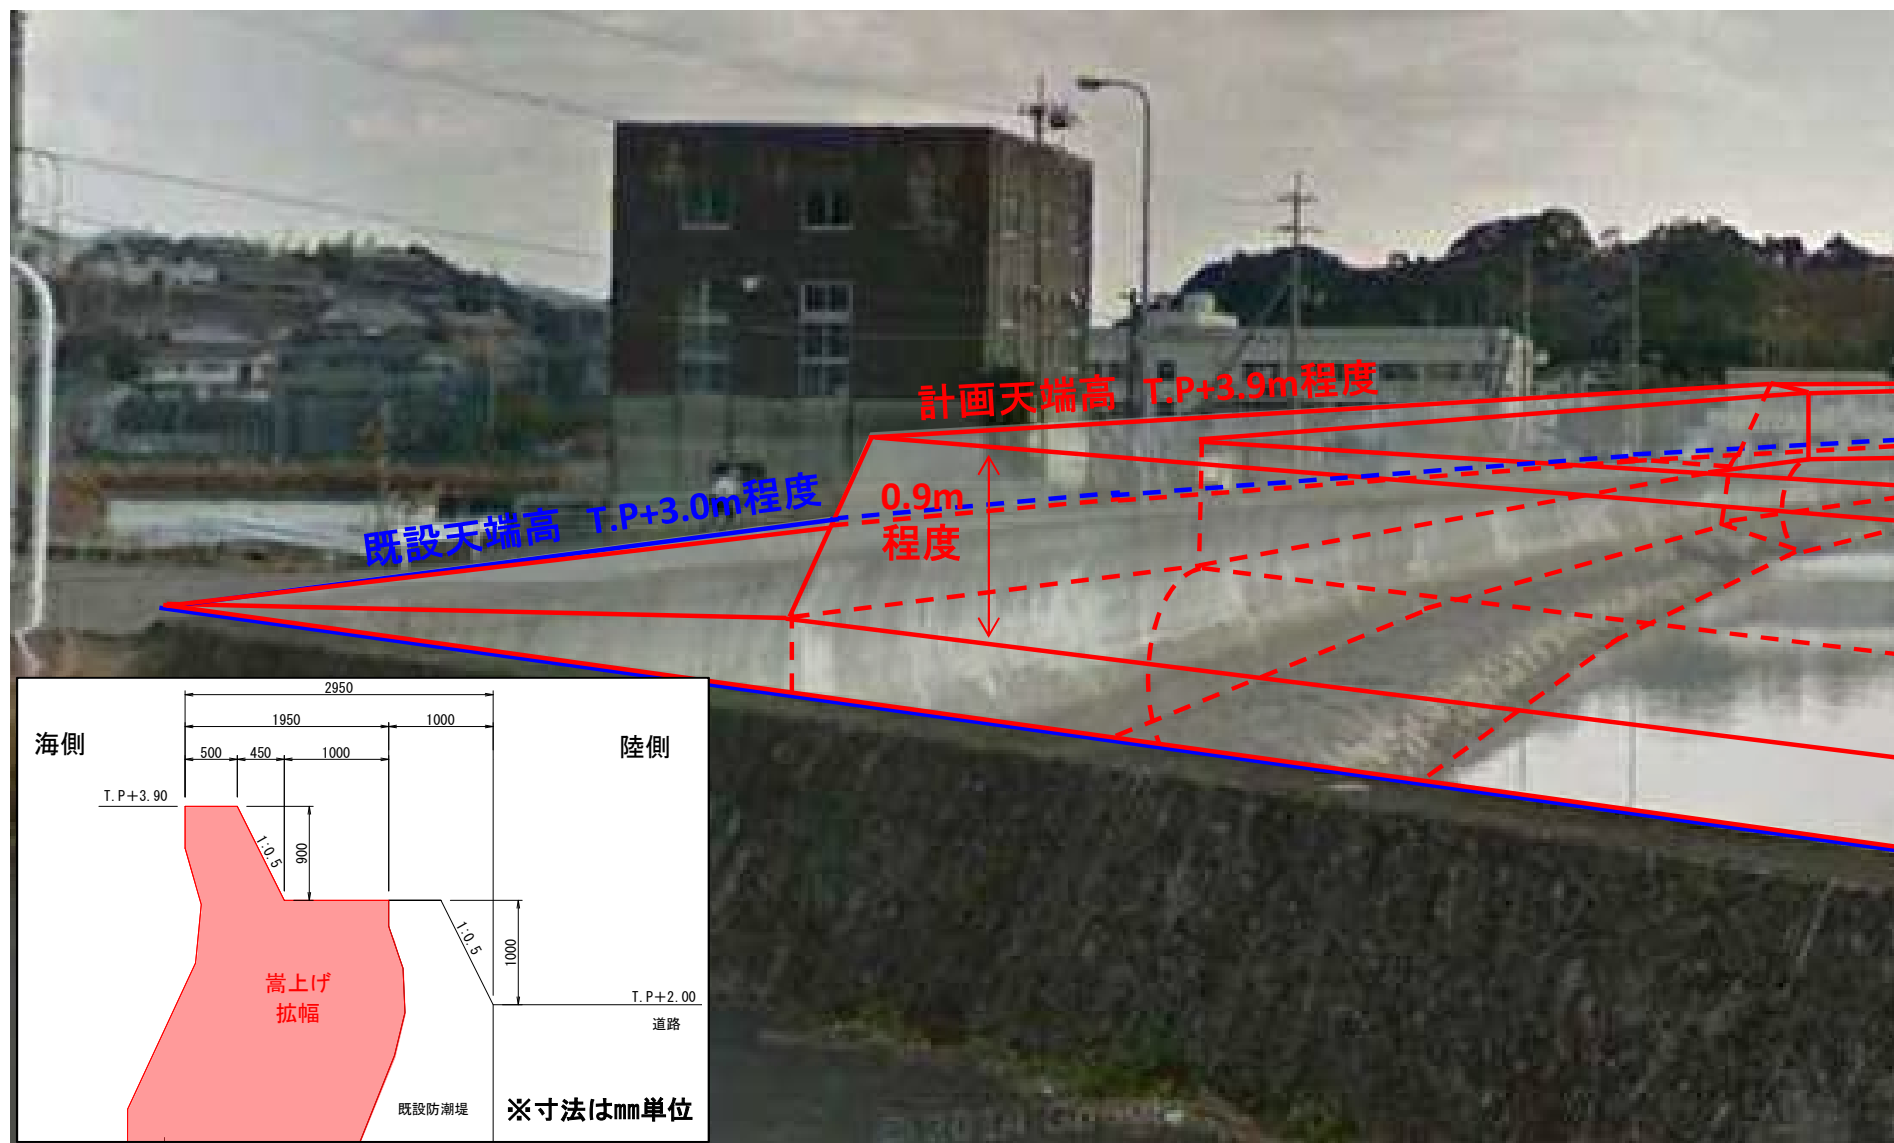 計画天端高 T.P+3.9m程度
既設天端高 T.P+3.0m程度
0.9m
程度
2950
1950
1000
海側
陸側
500
450
1000
T.P+3.90
1:0.5
900
1:0.5
1000
嵩上げ
拡幅
T.P+2.00
道路
既設防潮堤
※寸法はmm単位